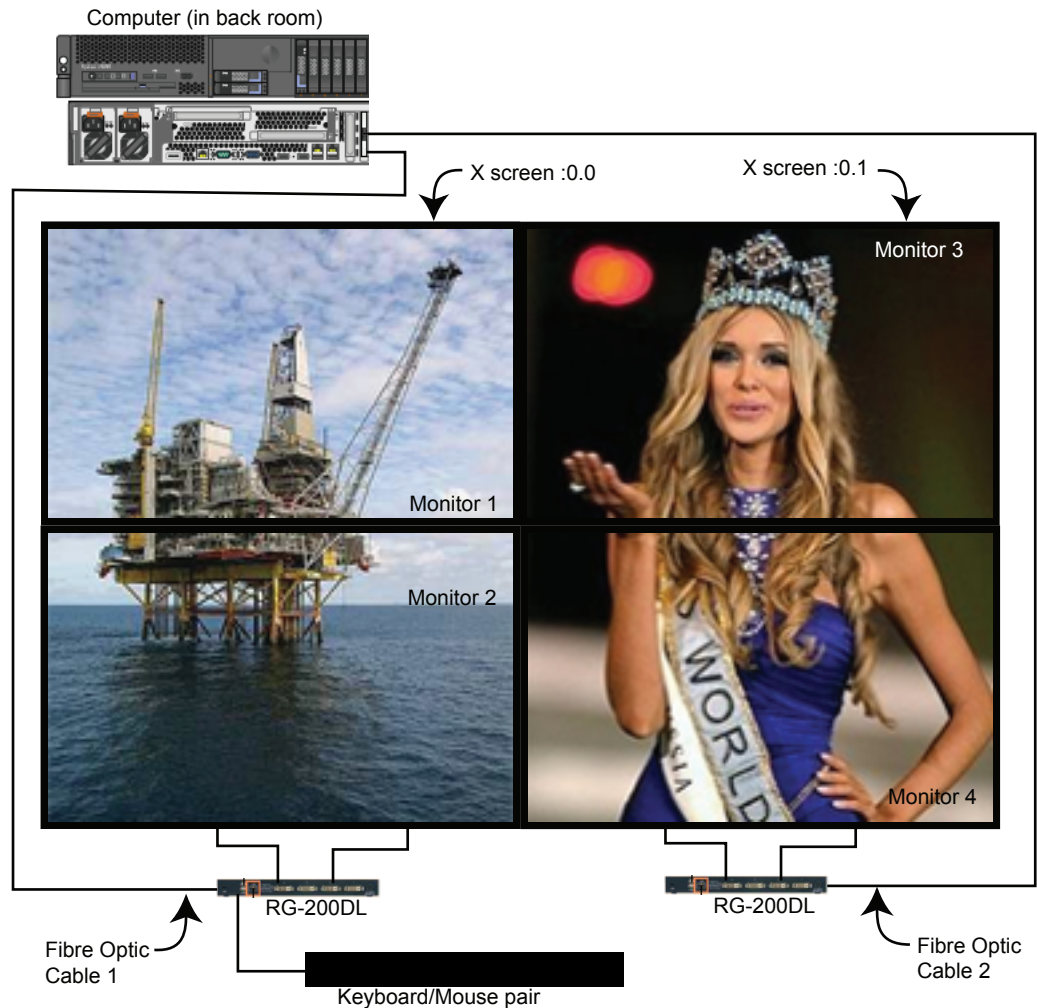 Computer (in back room)
X screen :0.0
X screen :0.1
Monitor 3
Monitor 1
Monitor 2
WORLD
SIA
Monitor 4
RG-200DL
RG-200DL
Fibre Optic
Cable 1
Fibre Optic
Cable 2
Keyboard/Mouse pair